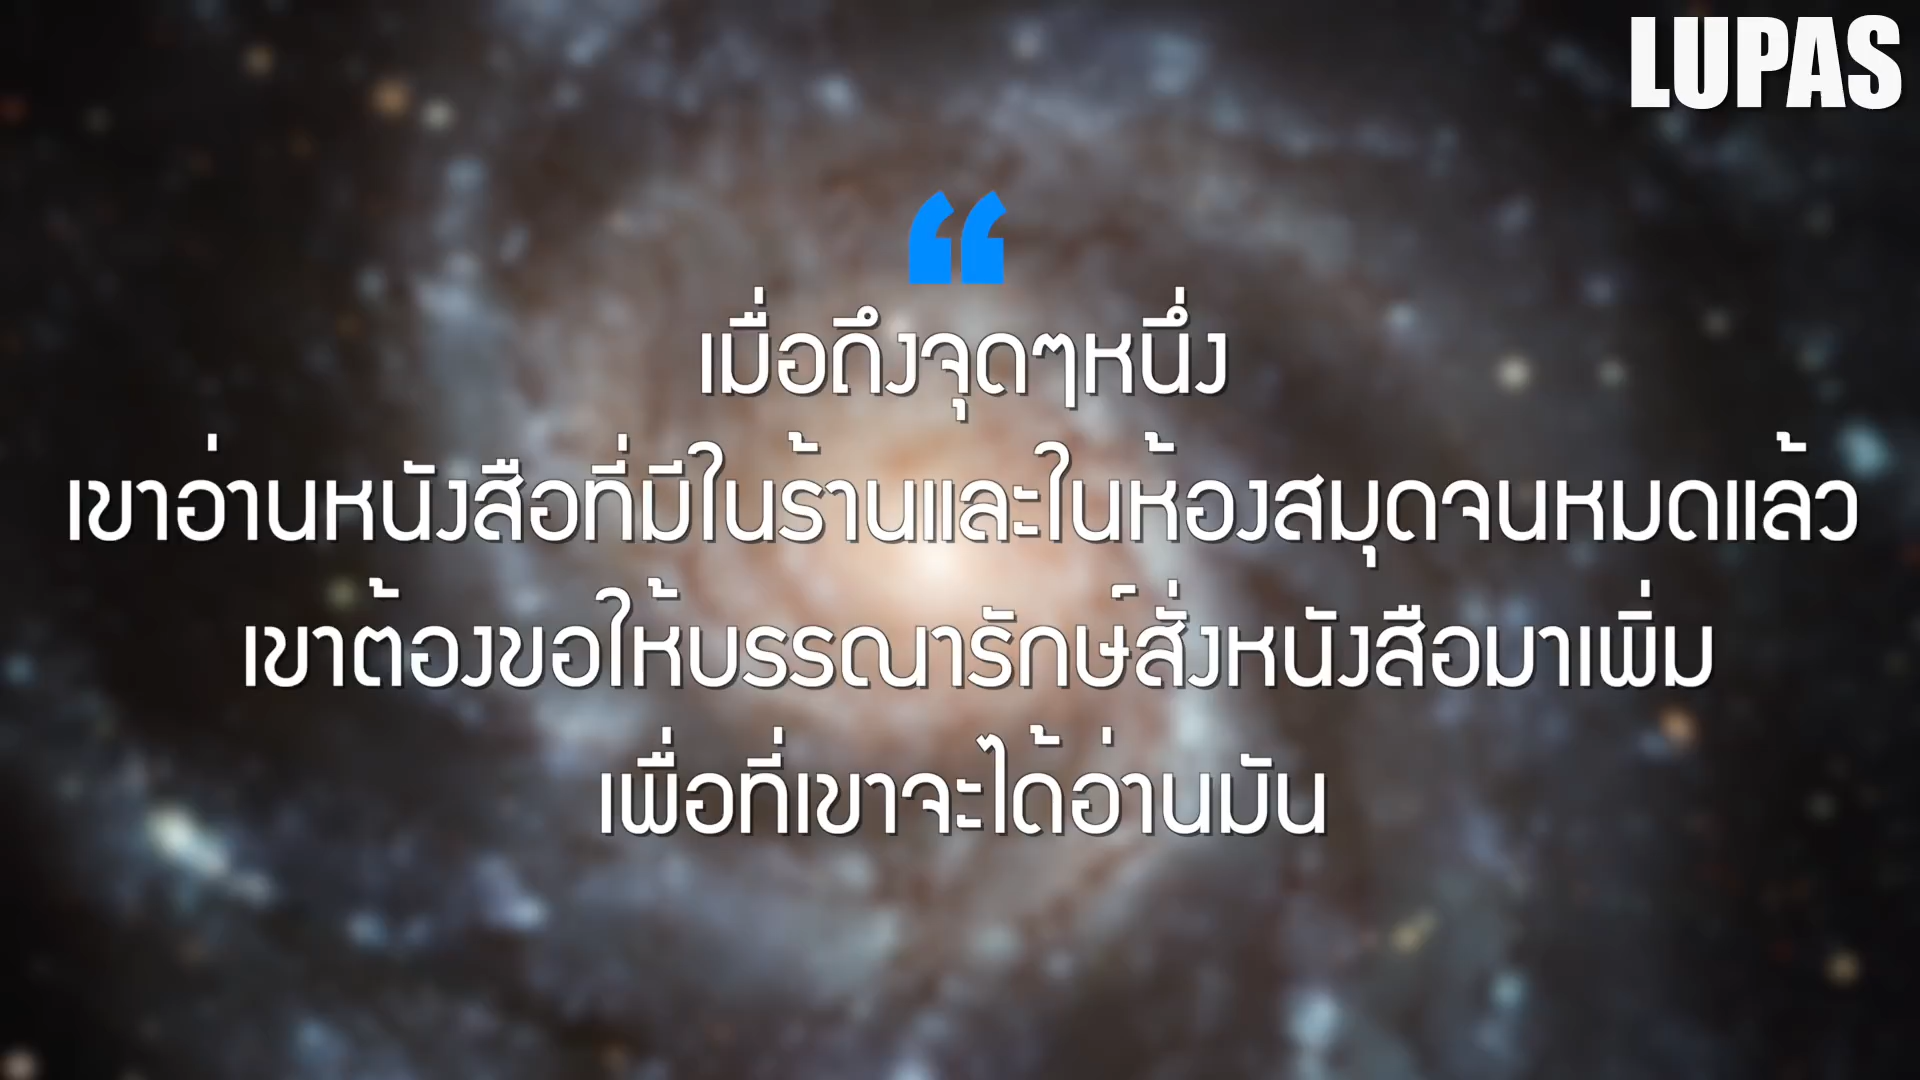 LUPAS
“
เมื่อถึงจุดๆหนึ่ง
เขาอ่านหนังสือที่มีในร้านและในห้องสมุดจนหมดแล้ว
เขาต้องขอให้บรรณารักษ์สั่งหนังสือมาเพิ่ม
เพื่อที่เขาจะได้อ่านมัน